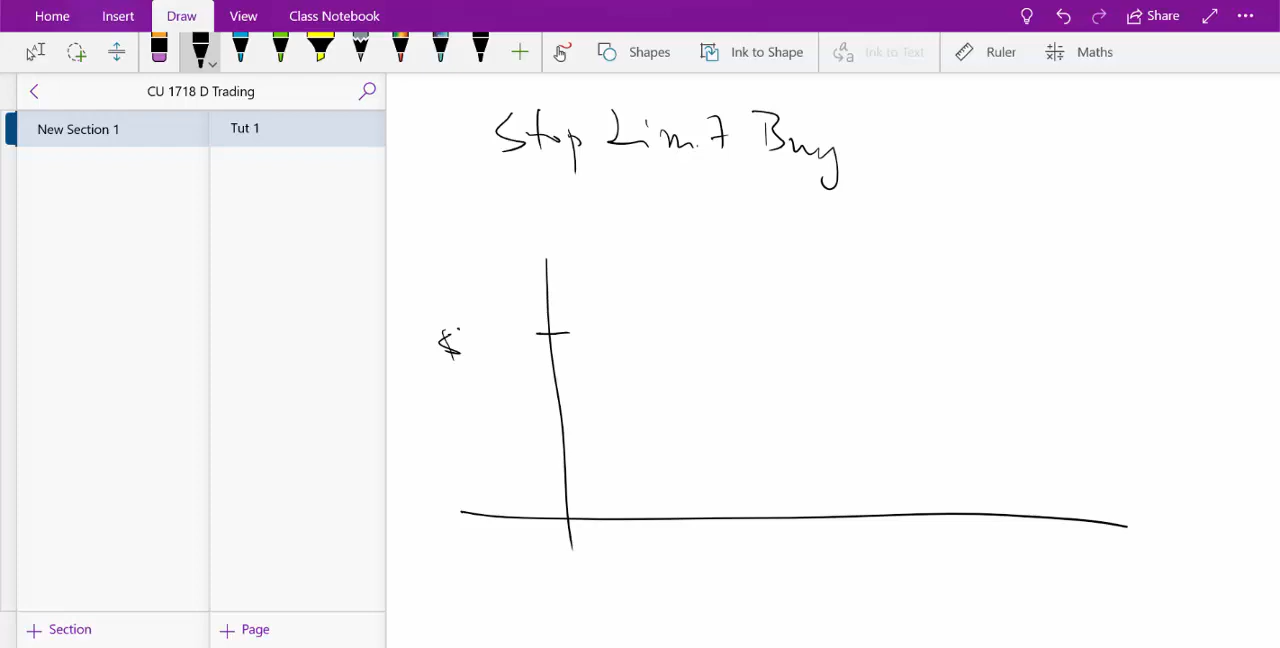 Home Insert Draw View Class Notebook Share
Shapes Ink to Shape Ink to Text Ruler Maths
CU 1718 D Trading
New Section 1 Tut 1
Stop Limit Buy
$
Section Page